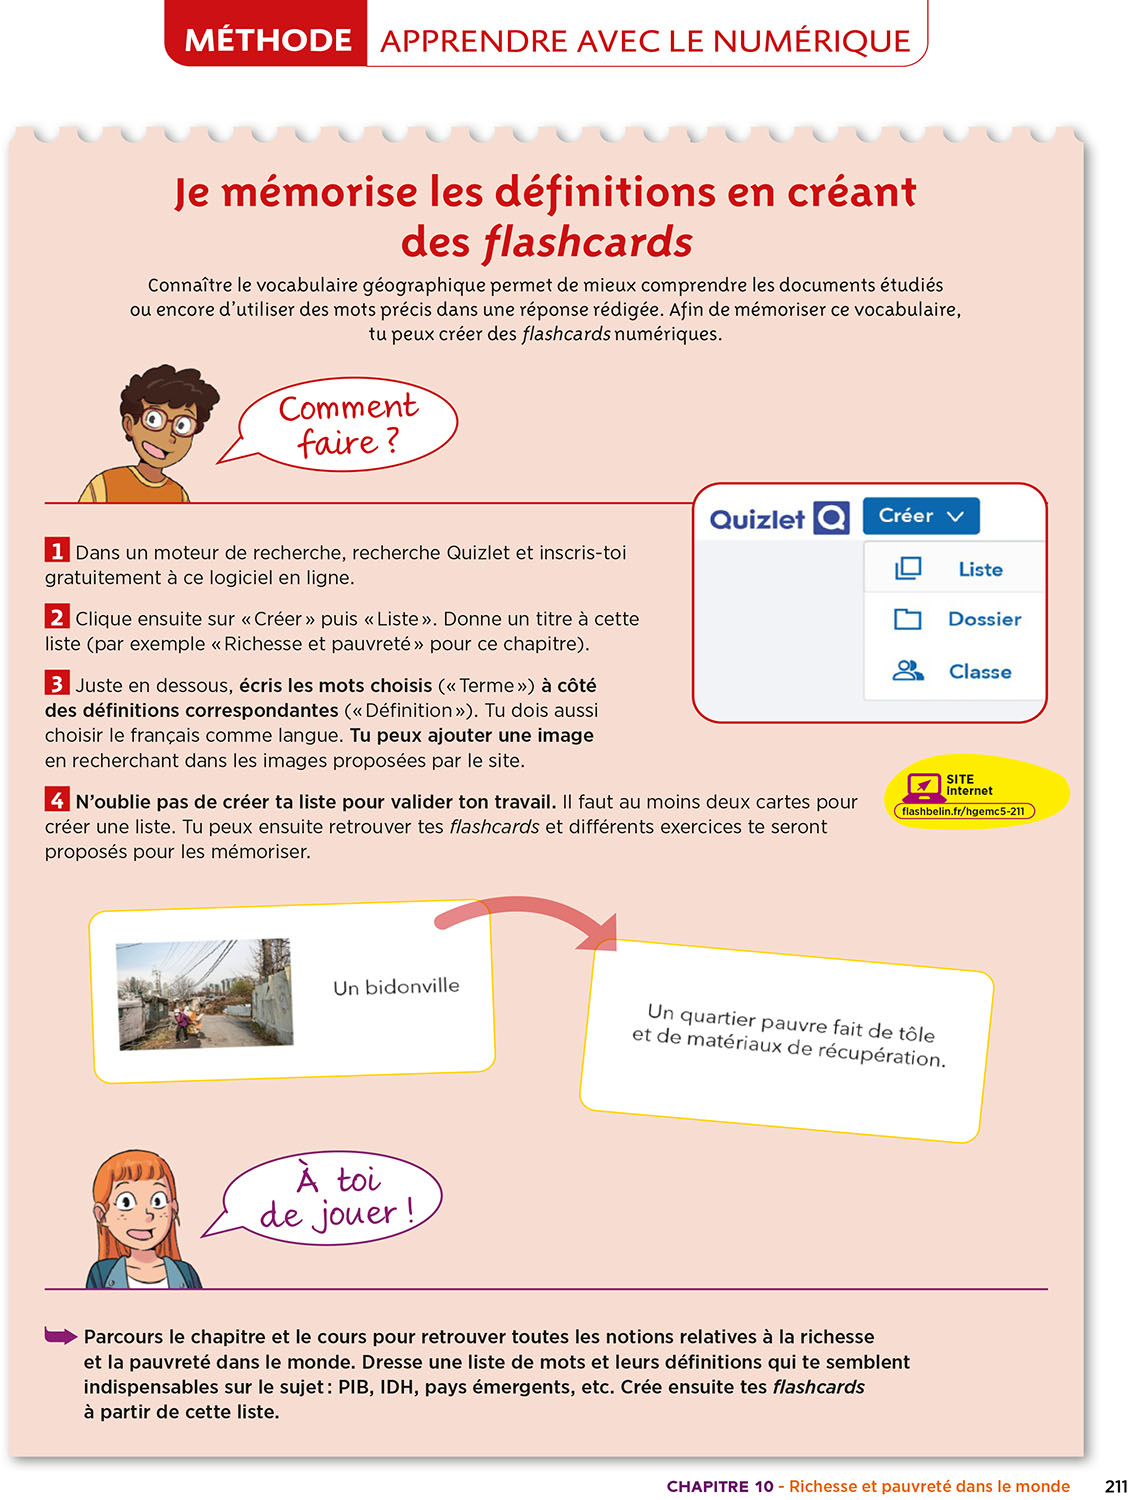 MÉTHODE APPRENDRE AVEC LE NUMÉRIQUE
Je mémorise les définitions en créant
des flashcards
Connaître le vocabulaire géographique permet de mieux comprendre les documents étudiés
ou encore d'utiliser des mots précis dans une réponse rédigée. Afin de mémoriser ce vocabulaire,
tu peux créer des flashcards numériques.
Comment
faire ?
1 Dans un moteur de recherche, recherche Quizlet et inscris-toi
gratuitement à ce logiciel en ligne.
2 Clique ensuite sur « Créer » puis « Liste ». Donne un titre à cette
liste (par exemple « Richesse et pauvreté » pour ce chapitre).
3 Juste en dessous, écris les mots choisis (« Terme ») à côté
des définitions correspondantes (« Définition »). Tu dois aussi
choisir le français comme langue. Tu peux ajouter une image
en recherchant dans les images proposées par le site.
4 N'oublie pas de créer ta liste pour valider ton travail. Il faut au moins deux cartes pour
créer une liste. Tu peux ensuite retrouver tes flashcards et différents exercices te seront
proposés pour les mémoriser.
Quizlet Q Créer
Liste
Dossier
Classe
SITE
Internet
flashbelin.fr/hgemc5-211
Un bidonville
Un quartier pauvre fait de tôle
et de matériaux de récupération.
À toi
de jouer !
Parcours le chapitre et le cours pour retrouver toutes les notions relatives à la richesse
et la pauvreté dans le monde. Dresse une liste de mots et leurs définitions qui te semblent
indispensables sur le sujet : PIB, IDH, pays émergents, etc. Crée ensuite tes flashcards
à partir de cette liste.
CHAPITRE 10 - Richesse et pauvreté dans le monde 211